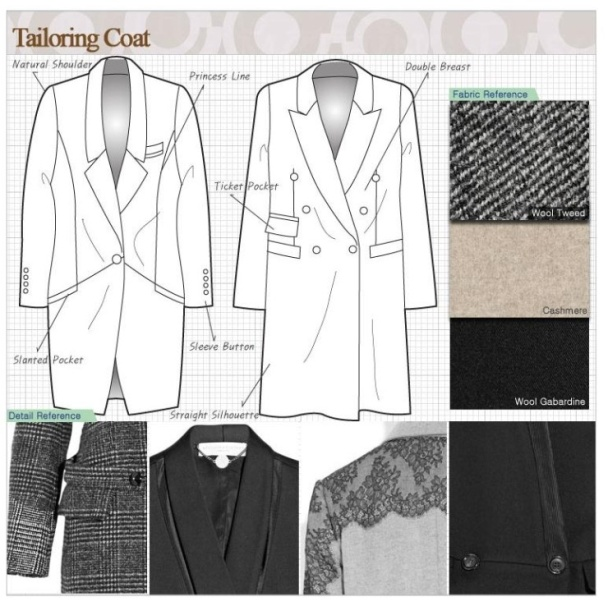 Tailoring Coat
Natural Shoulder
Princess Line
Double Breast
Fabric Reference
Ticket Pocket
Wool Tweed
Cashmere
Sleeve Button
Slanted Pocket
Wool Gabardine
Straight Silhouette
Detail Reference